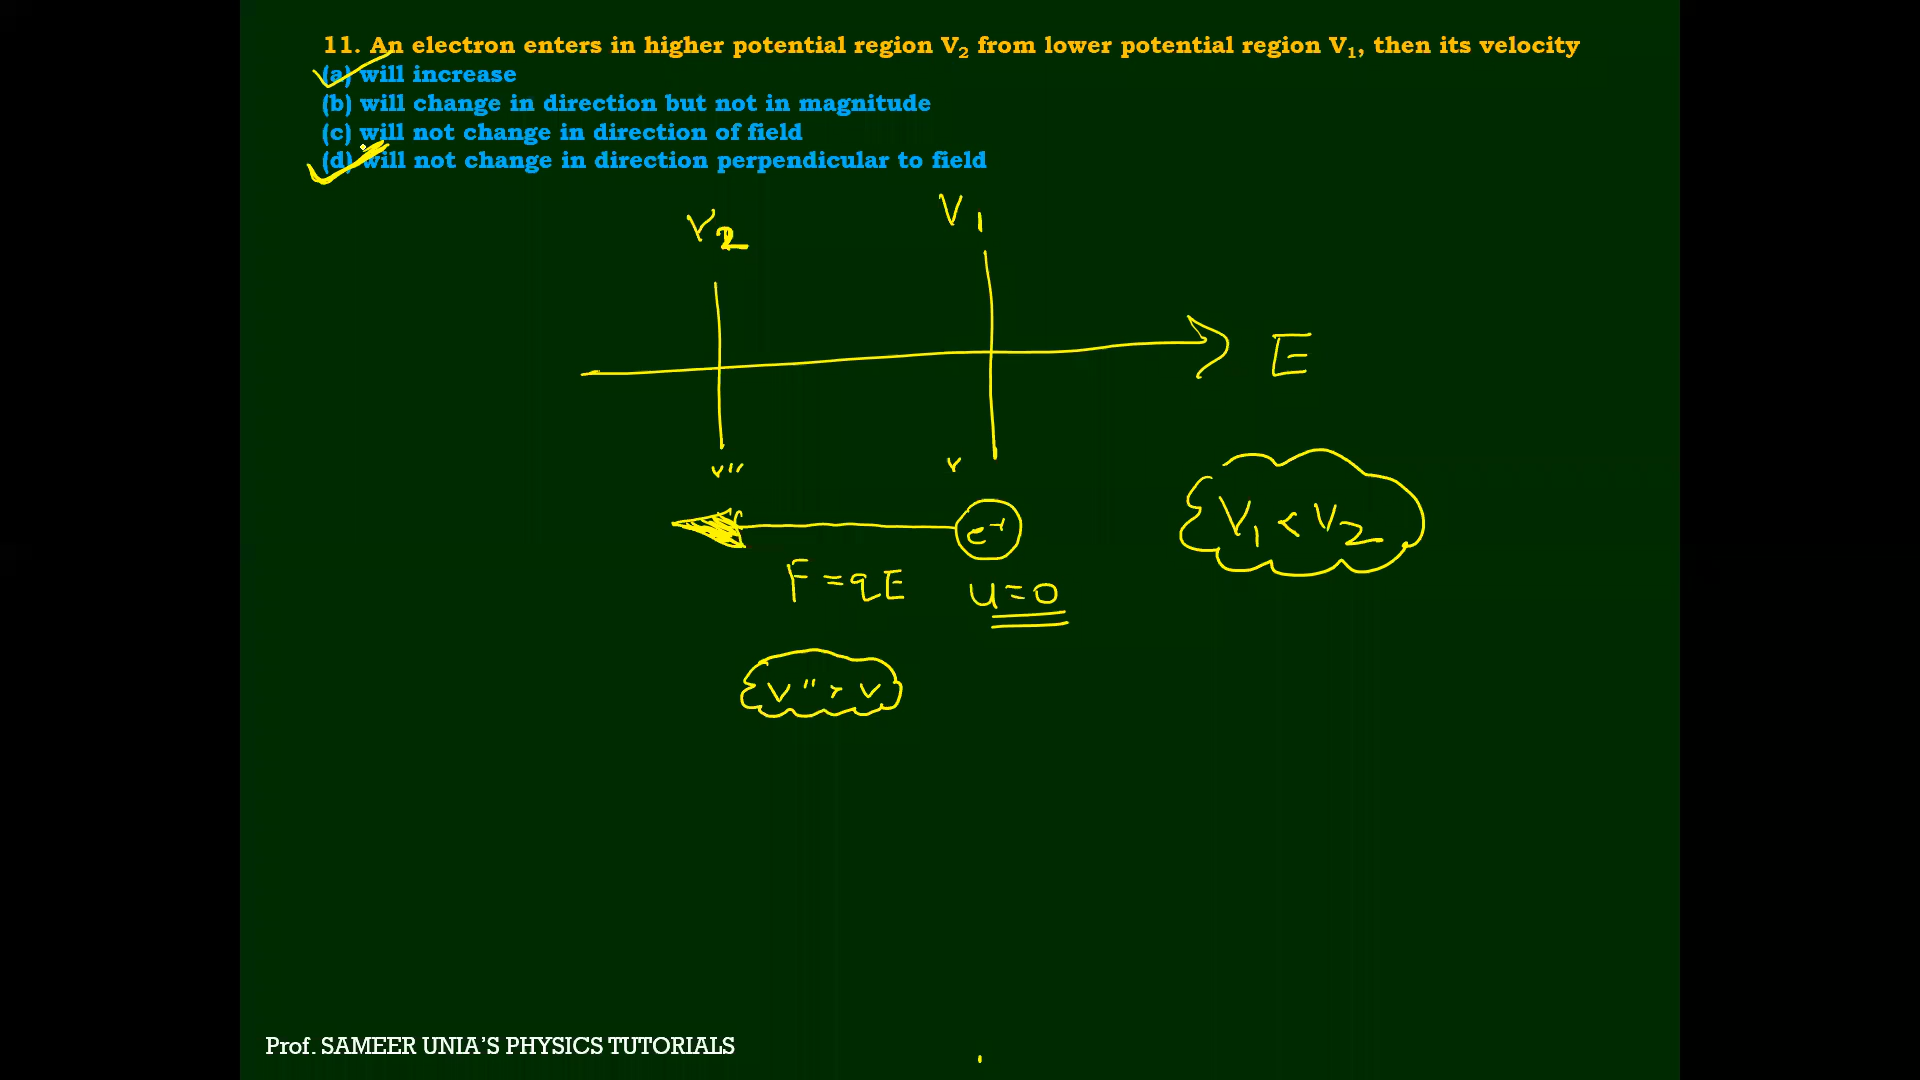 11. An electron enters in higher potential region V₂ from lower potential region V₁, then its velocity
(a) will increase
(b) will change in direction but not in magnitude
(c) will not change in direction of field
(d) will not change in direction perpendicular to field
V₂ V₁
E
v" v
e⁻
V₁ < V₂
F = qE u = 0
v" > v
Prof. SAMEER UNIA'S PHYSICS TUTORIALS